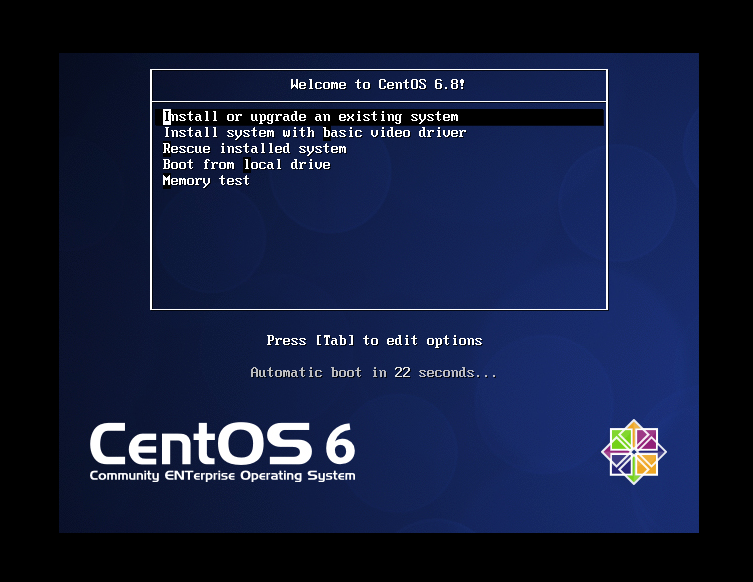 Welcome to CentOS 6.8!
Install or upgrade an existing system
Install system with basic video driver
Rescue installed system
Boot from local drive
Memory test
Press [Tab] to edit options
Automatic boot in 22 seconds...
CentOS 6
Community ENTerprise Operating System